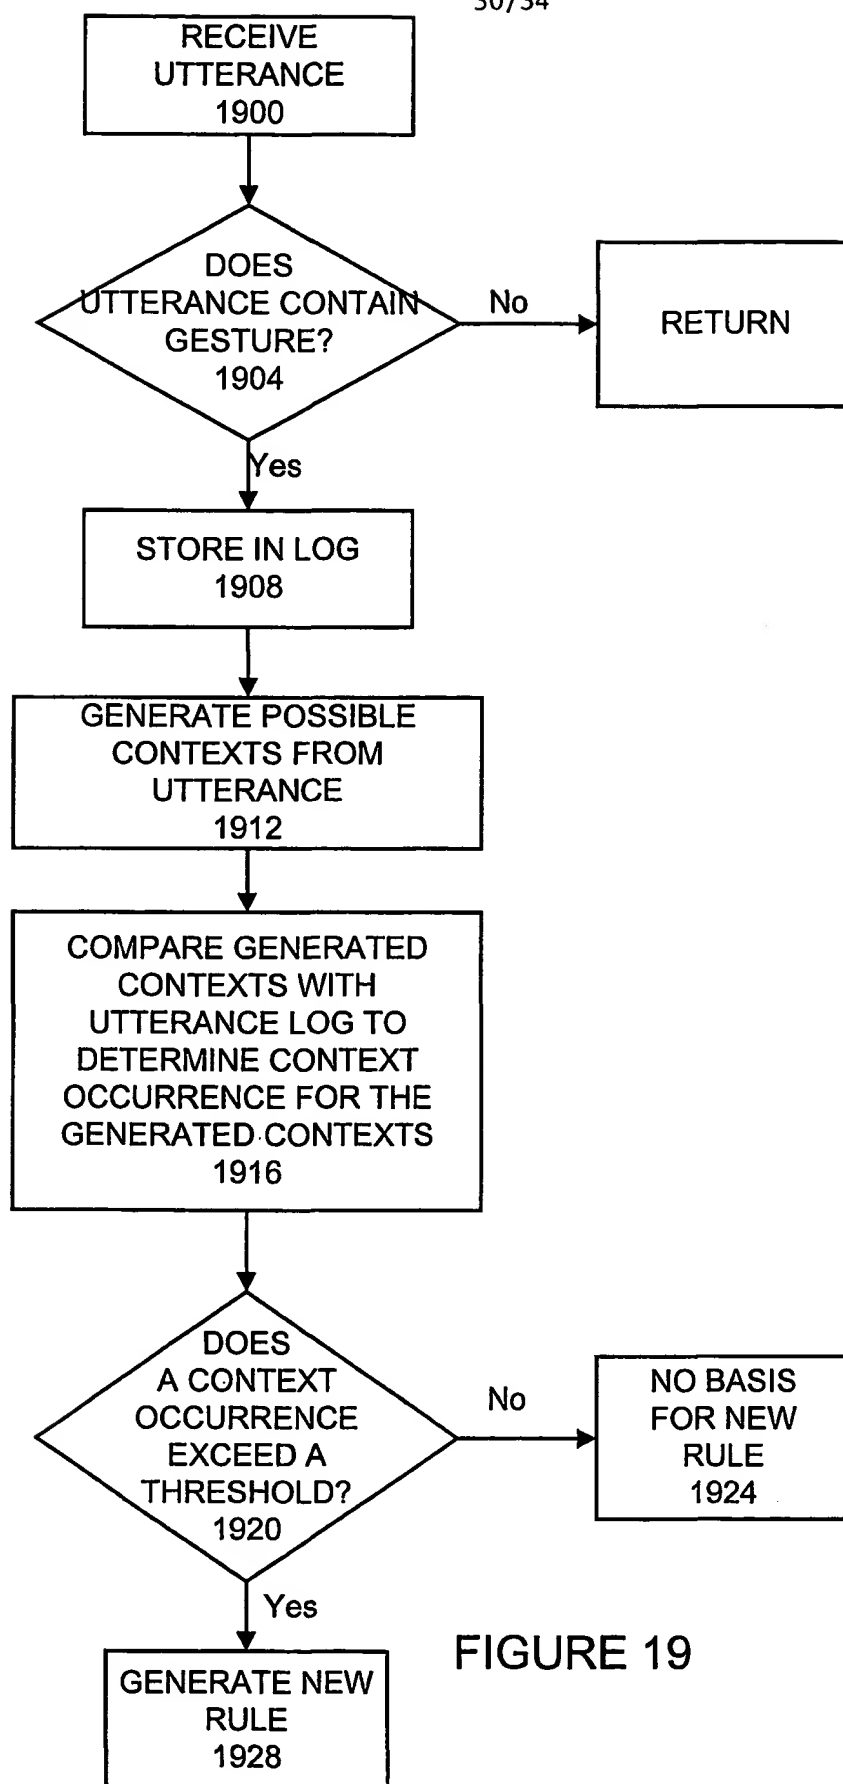 30/34
RECEIVE
UTTERANCE
1900
DOES
UTTERANCE CONTAIN
GESTURE?
1904
No
RETURN
Yes
STORE IN LOG
1908
GENERATE POSSIBLE
CONTEXTS FROM
UTTERANCE
1912
COMPARE GENERATED
CONTEXTS WITH
UTTERANCE LOG TO
DETERMINE CONTEXT
OCCURRENCE FOR THE
GENERATED CONTEXTS
1916
DOES
A CONTEXT
OCCURRENCE
EXCEED A
THRESHOLD?
1920
No
NO BASIS
FOR NEW
RULE
1924
Yes
GENERATE NEW
RULE
1928
FIGURE 19